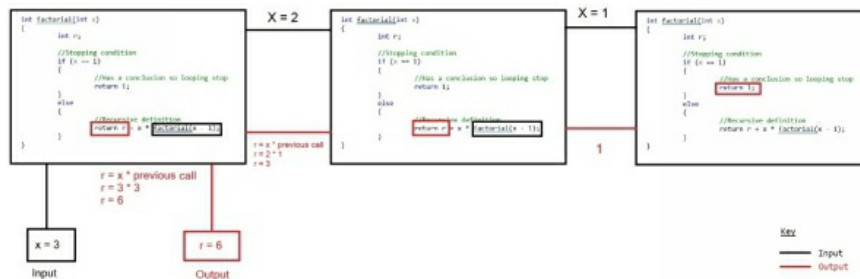 int factorial(int x)
{
int r;
//Stopping condition
if (x == 1)
{
//Has a conclusion so looping stop
return 1;
}
else
{
//Recursive definition
return r = x * factorial(x - 1);
}
}
X = 2
int factorial(int x)
{
int r;
//Stopping condition
if (x == 1)
{
//Has a conclusion so looping stop
return 1;
}
else
{
//Recursive definition
return r = x * factorial(x - 1);
}
}
X = 1
int factorial(int x)
{
int r;
//Stopping condition
if (x == 1)
{
//Has a conclusion so looping stop
return 1;
}
else
{
//Recursive definition
return r = x * factorial(x - 1);
}
}
r = x * previous call
r = 2 * 1
r = 3
1
r = x * previous call
r = 3 * 3
r = 6
x = 3
Input
r = 6
Output
Key
Input
Output